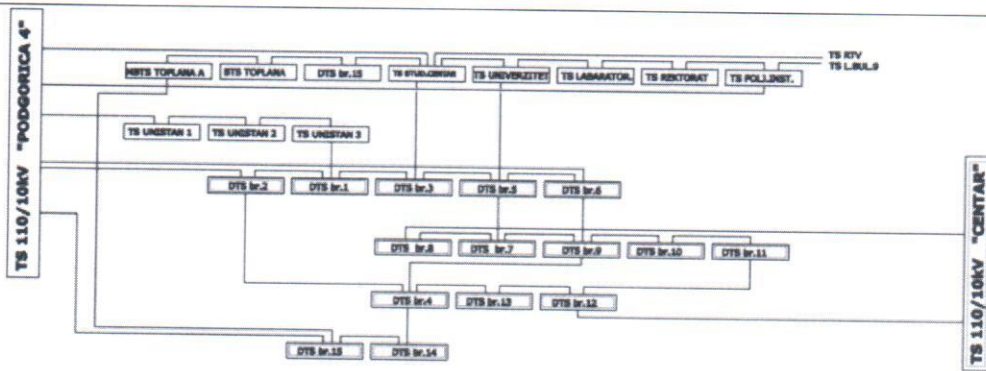 TS 110/10kV "PODGORICA 4"
TS RTV
TS L.BUL.9
MBTS TOPLANA A
BTS TOPLANA
DTS br.15
TS STUD.CENTAR
TS UNIVERZITET
TS LABARATOR.
TS REKTORAT
TS POLJ.INST.
TS UNISTAN 1
TS UNISTAN 2
TS UNISTAN 3
DTS br.2
DTS br.1
DTS br.3
DTS br.5
DTS br.6
DTS br.8
DTS br.7
DTS br.9
DTS br.10
DTS br.11
DTS br.4
DTS br.13
DTS br.12
DTS br.15
DTS br.14
TS 110/10kV "CENTAR"